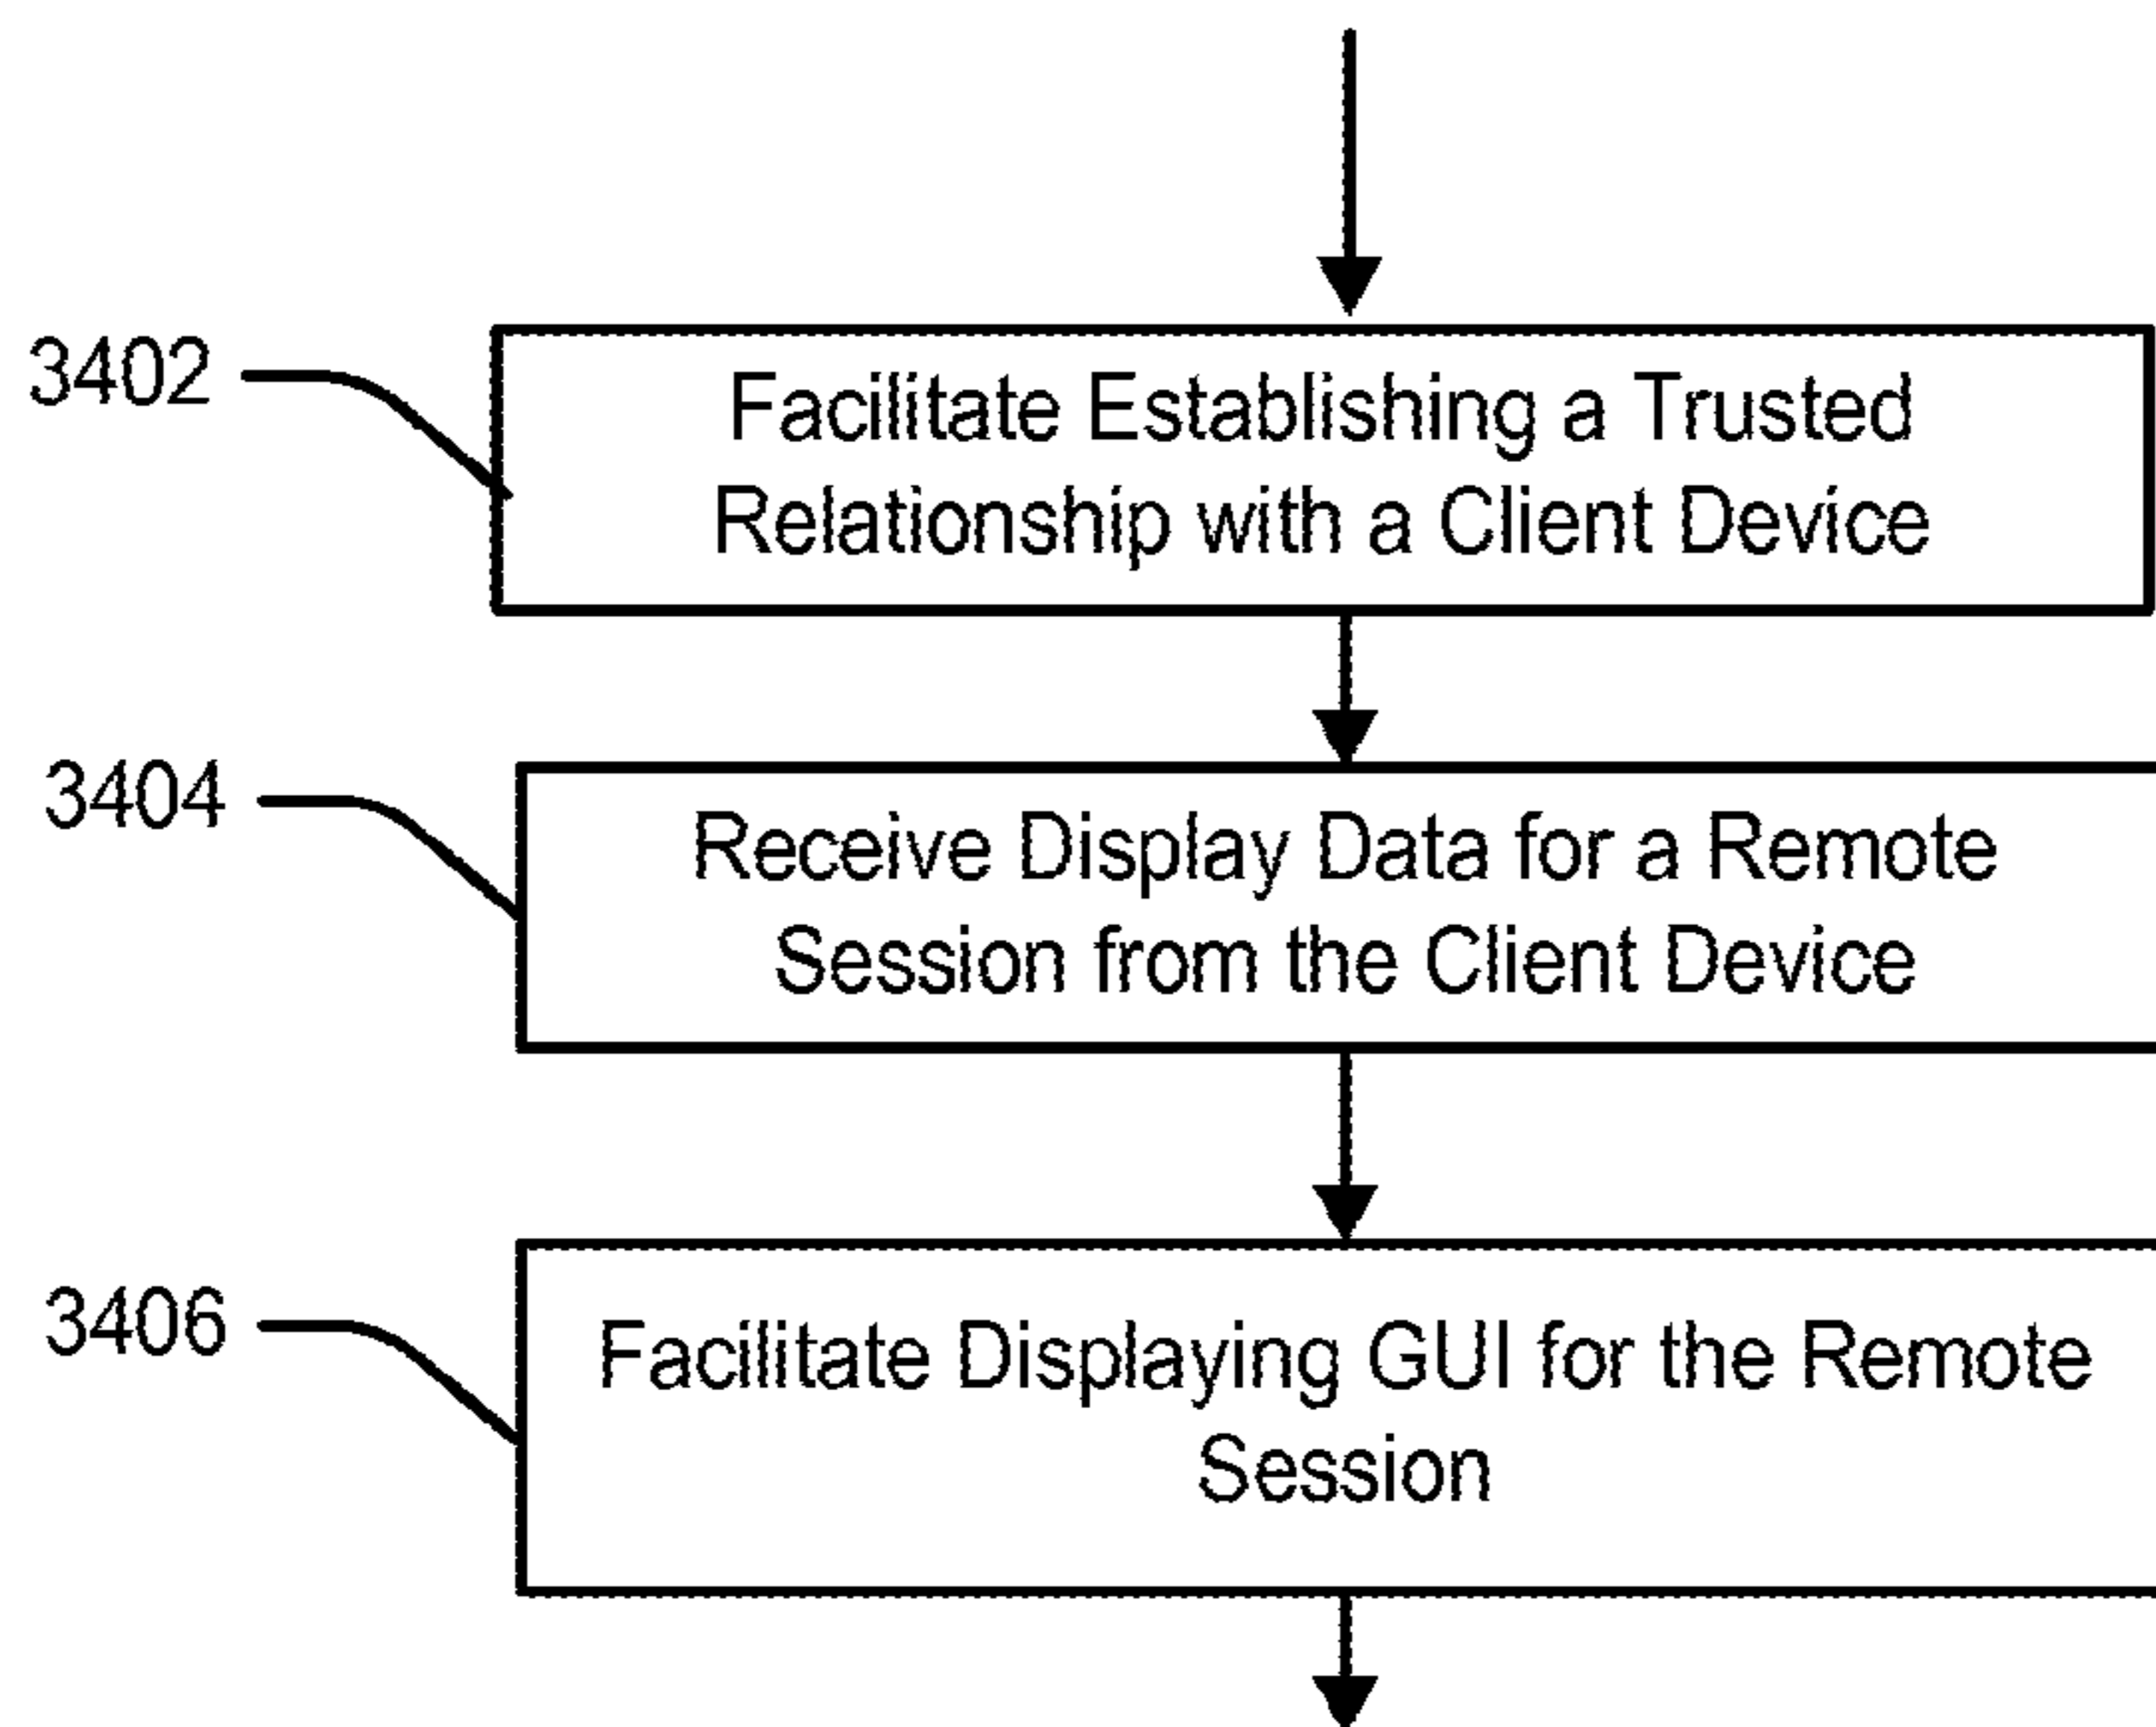 3402
Facilitate Establishing a Trusted
Relationship with a Client Device
3404
Receive Display Data for a Remote
Session from the Client Device
3406
Facilitate Displaying GUI for the Remote
Session